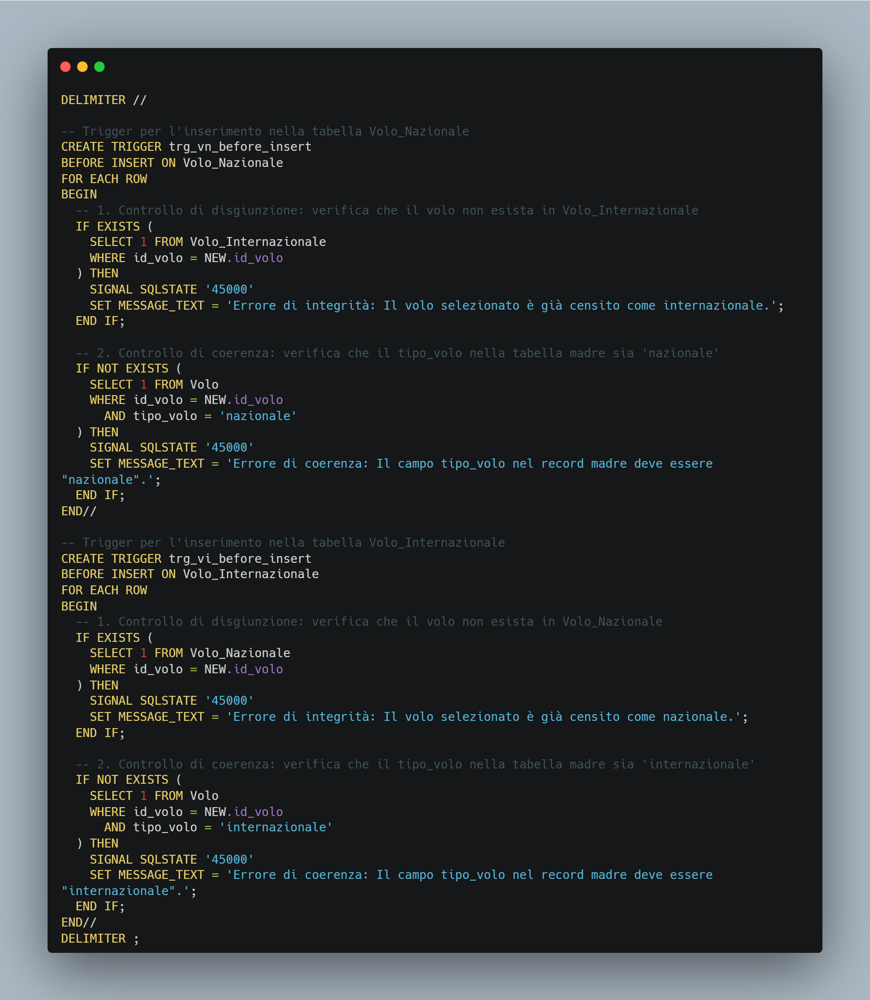 DELIMITER //
-- Trigger per l'inserimento nella tabella Volo_Nazionale
CREATE TRIGGER trg_vn_before_insert
BEFORE INSERT ON Volo_Nazionale
FOR EACH ROW
BEGIN
  -- 1. Controllo di disgiunzione: verifica che il volo non esista in Volo_Internazionale
  IF EXISTS (
    SELECT 1 FROM Volo_Internazionale
    WHERE id_volo = NEW.id_volo
  ) THEN
    SIGNAL SQLSTATE '45000'
    SET MESSAGE_TEXT = 'Errore di integrità: Il volo selezionato è già censito come internazionale.';
  END IF;
  -- 2. Controllo di coerenza: verifica che il tipo_volo nella tabella madre sia 'nazionale'
  IF NOT EXISTS (
    SELECT 1 FROM Volo
    WHERE id_volo = NEW.id_volo
      AND tipo_volo = 'nazionale'
  ) THEN
    SIGNAL SQLSTATE '45000'
    SET MESSAGE_TEXT = 'Errore di coerenza: Il campo tipo_volo nel record madre deve essere
"nazionale".';
  END IF;
END//
-- Trigger per l'inserimento nella tabella Volo_Internazionale
CREATE TRIGGER trg_vi_before_insert
BEFORE INSERT ON Volo_Internazionale
FOR EACH ROW
BEGIN
  -- 1. Controllo di disgiunzione: verifica che il volo non esista in Volo_Nazionale
  IF EXISTS (
    SELECT 1 FROM Volo_Nazionale
    WHERE id_volo = NEW.id_volo
  ) THEN
    SIGNAL SQLSTATE '45000'
    SET MESSAGE_TEXT = 'Errore di integrità: Il volo selezionato è già censito come nazionale.';
  END IF;
  -- 2. Controllo di coerenza: verifica che il tipo_volo nella tabella madre sia 'internazionale'
  IF NOT EXISTS (
    SELECT 1 FROM Volo
    WHERE id_volo = NEW.id_volo
      AND tipo_volo = 'internazionale'
  ) THEN
    SIGNAL SQLSTATE '45000'
    SET MESSAGE_TEXT = 'Errore di coerenza: Il campo tipo_volo nel record madre deve essere
"internazionale".';
  END IF;
END//
DELIMITER ;